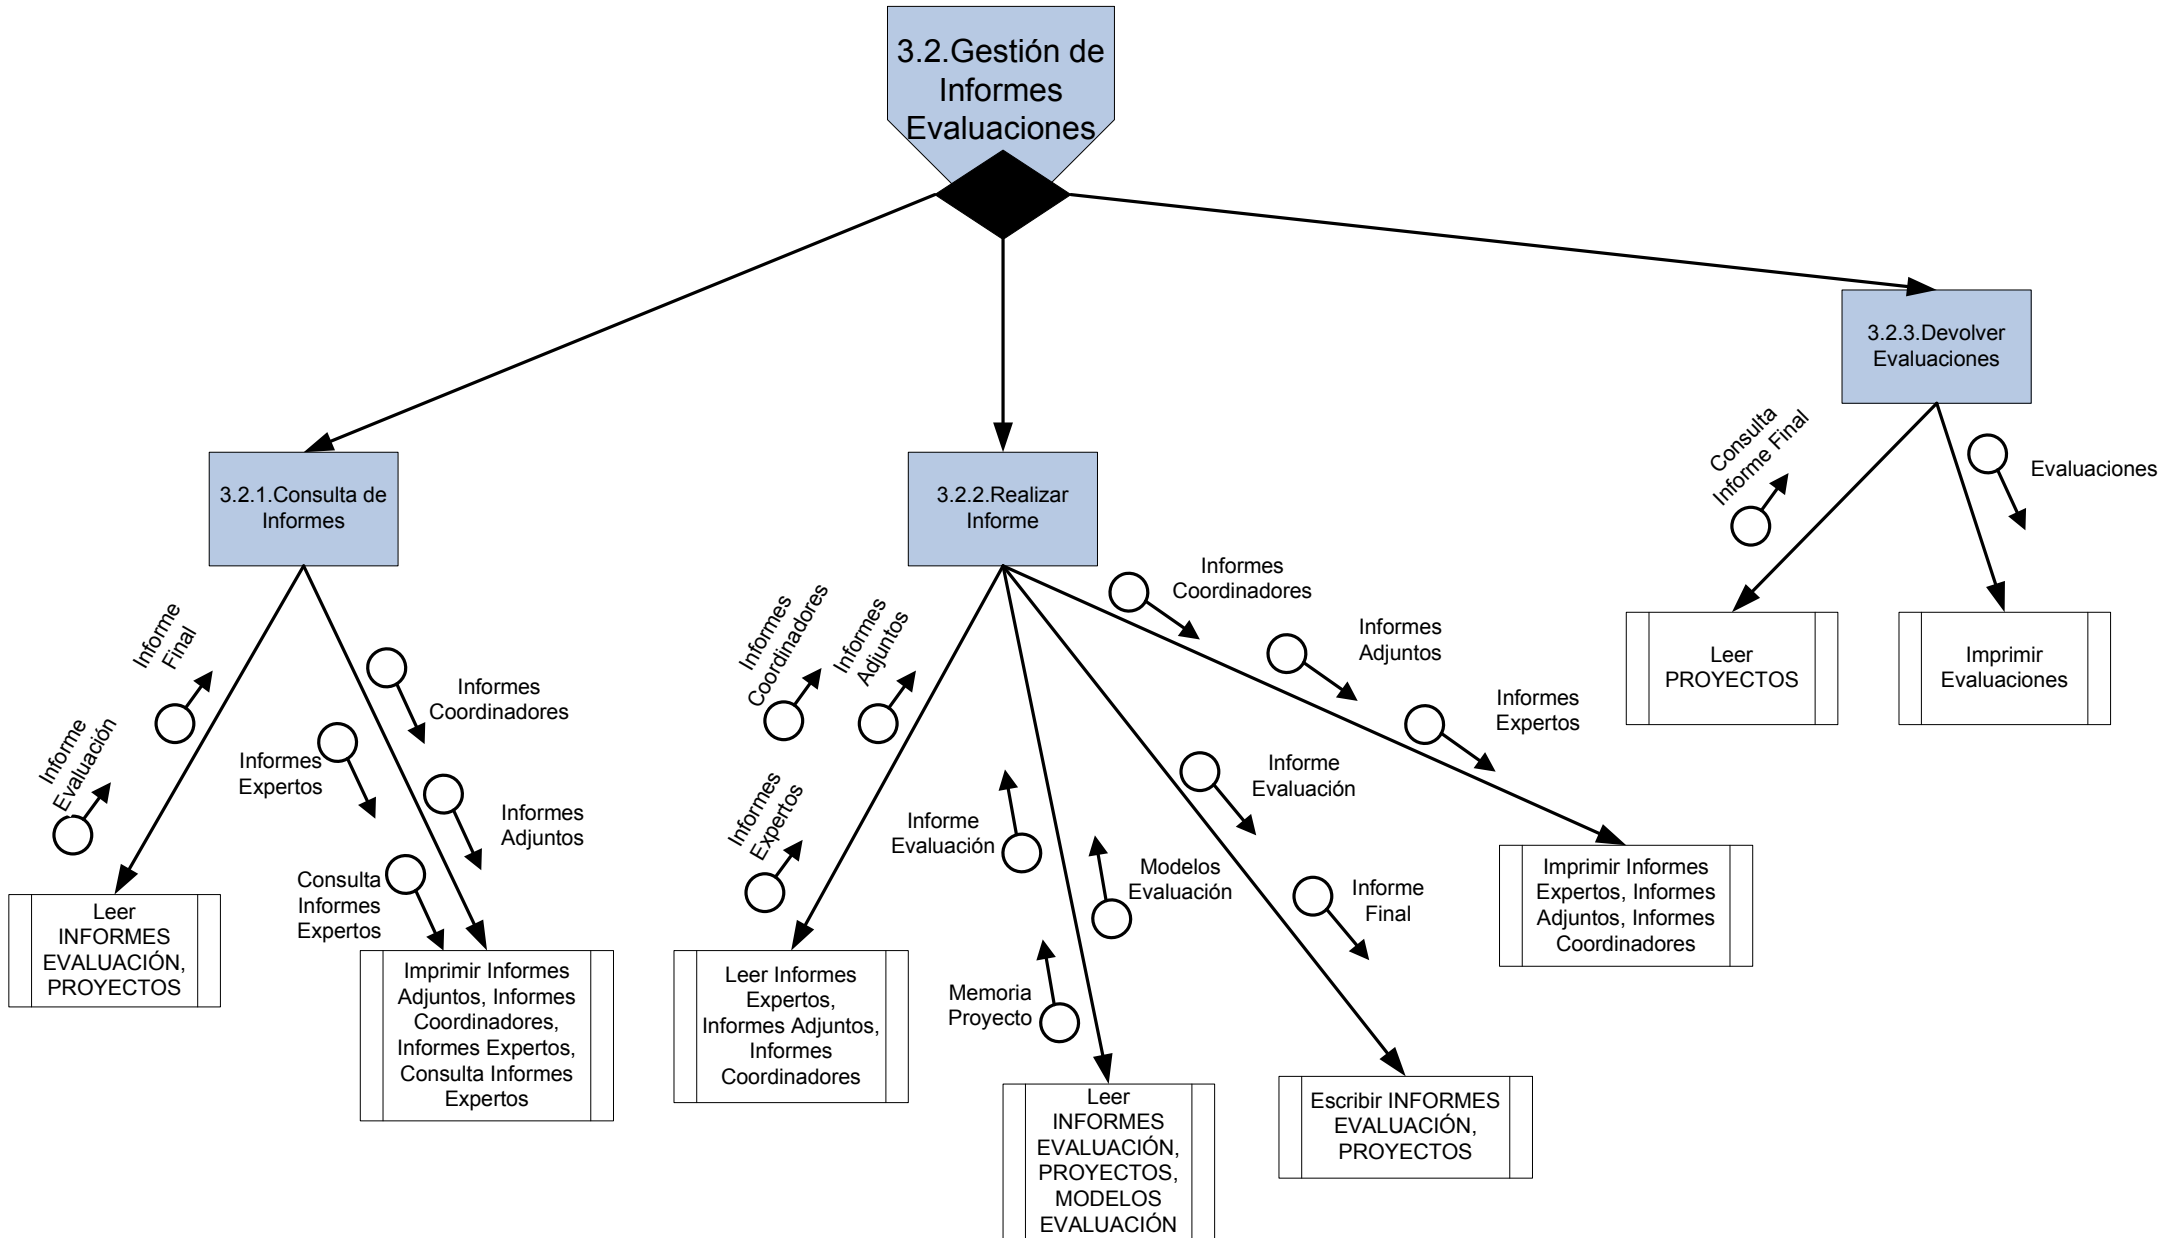 3.2.Gestión de
Informes
Evaluaciones
3.2.3.Devolver
Evaluaciones
3.2.1.Consulta de
Informes
3.2.2.Realizar
Informe
Consulta
Informe Final
Evaluaciones
Informe
Final
Informe
Evaluación
Informes
Coordinadores
Informes
Expertos
Informes
Adjuntos
Consulta
Informes
Expertos
Informes
Coordinadores
Informes
Adjuntos
Informes
Expertos
Informe
Evaluación
Modelos
Evaluación
Memoria
Proyecto
Informe
Evaluación
Informe
Final
Informes
Coordinadores
Informes
Adjuntos
Informes
Expertos
Leer
PROYECTOS
Imprimir
Evaluaciones
Leer
INFORMES
EVALUACIÓN,
PROYECTOS
Imprimir Informes
Adjuntos, Informes
Coordinadores,
Informes Expertos,
Consulta Informes
Expertos
Leer Informes
Expertos,
Informes Adjuntos,
Informes
Coordinadores
Leer
INFORMES
EVALUACIÓN,
PROYECTOS,
MODELOS
EVALUACIÓN
Escribir INFORMES
EVALUACIÓN,
PROYECTOS
Imprimir Informes
Expertos, Informes
Adjuntos, Informes
Coordinadores